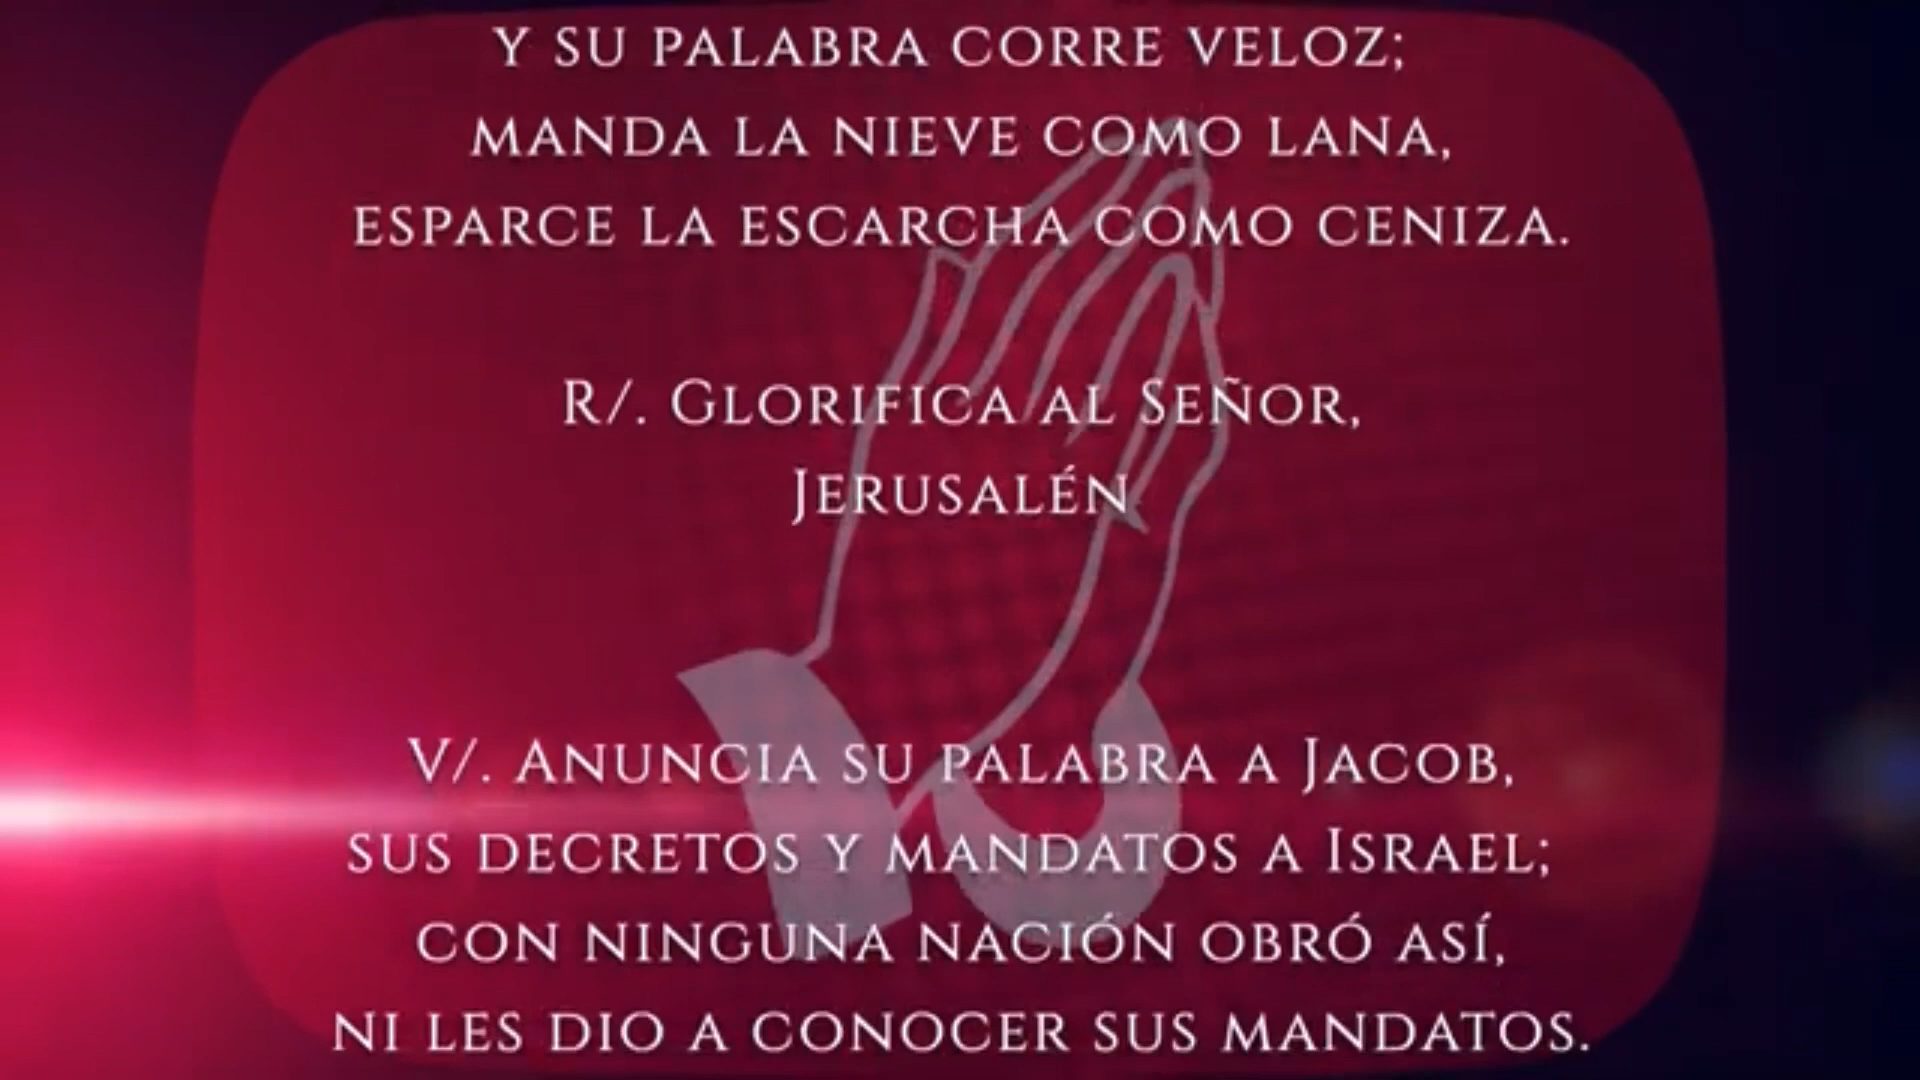 Y SU PALABRA CORRE VELOZ;
MANDA LA NIEVE COMO LANA,
ESPARCE LA ESCARCHA COMO CENIZA.
R/. GLORIFICA AL SEÑOR,
JERUSALÉN
V/. ANUNCIA SU PALABRA A JACOB,
SUS DECRETOS Y MANDATOS A ISRAEL;
CON NINGUNA NACIÓN OBRÓ ASÍ,
NI LES DIO A CONOCER SUS MANDATOS.